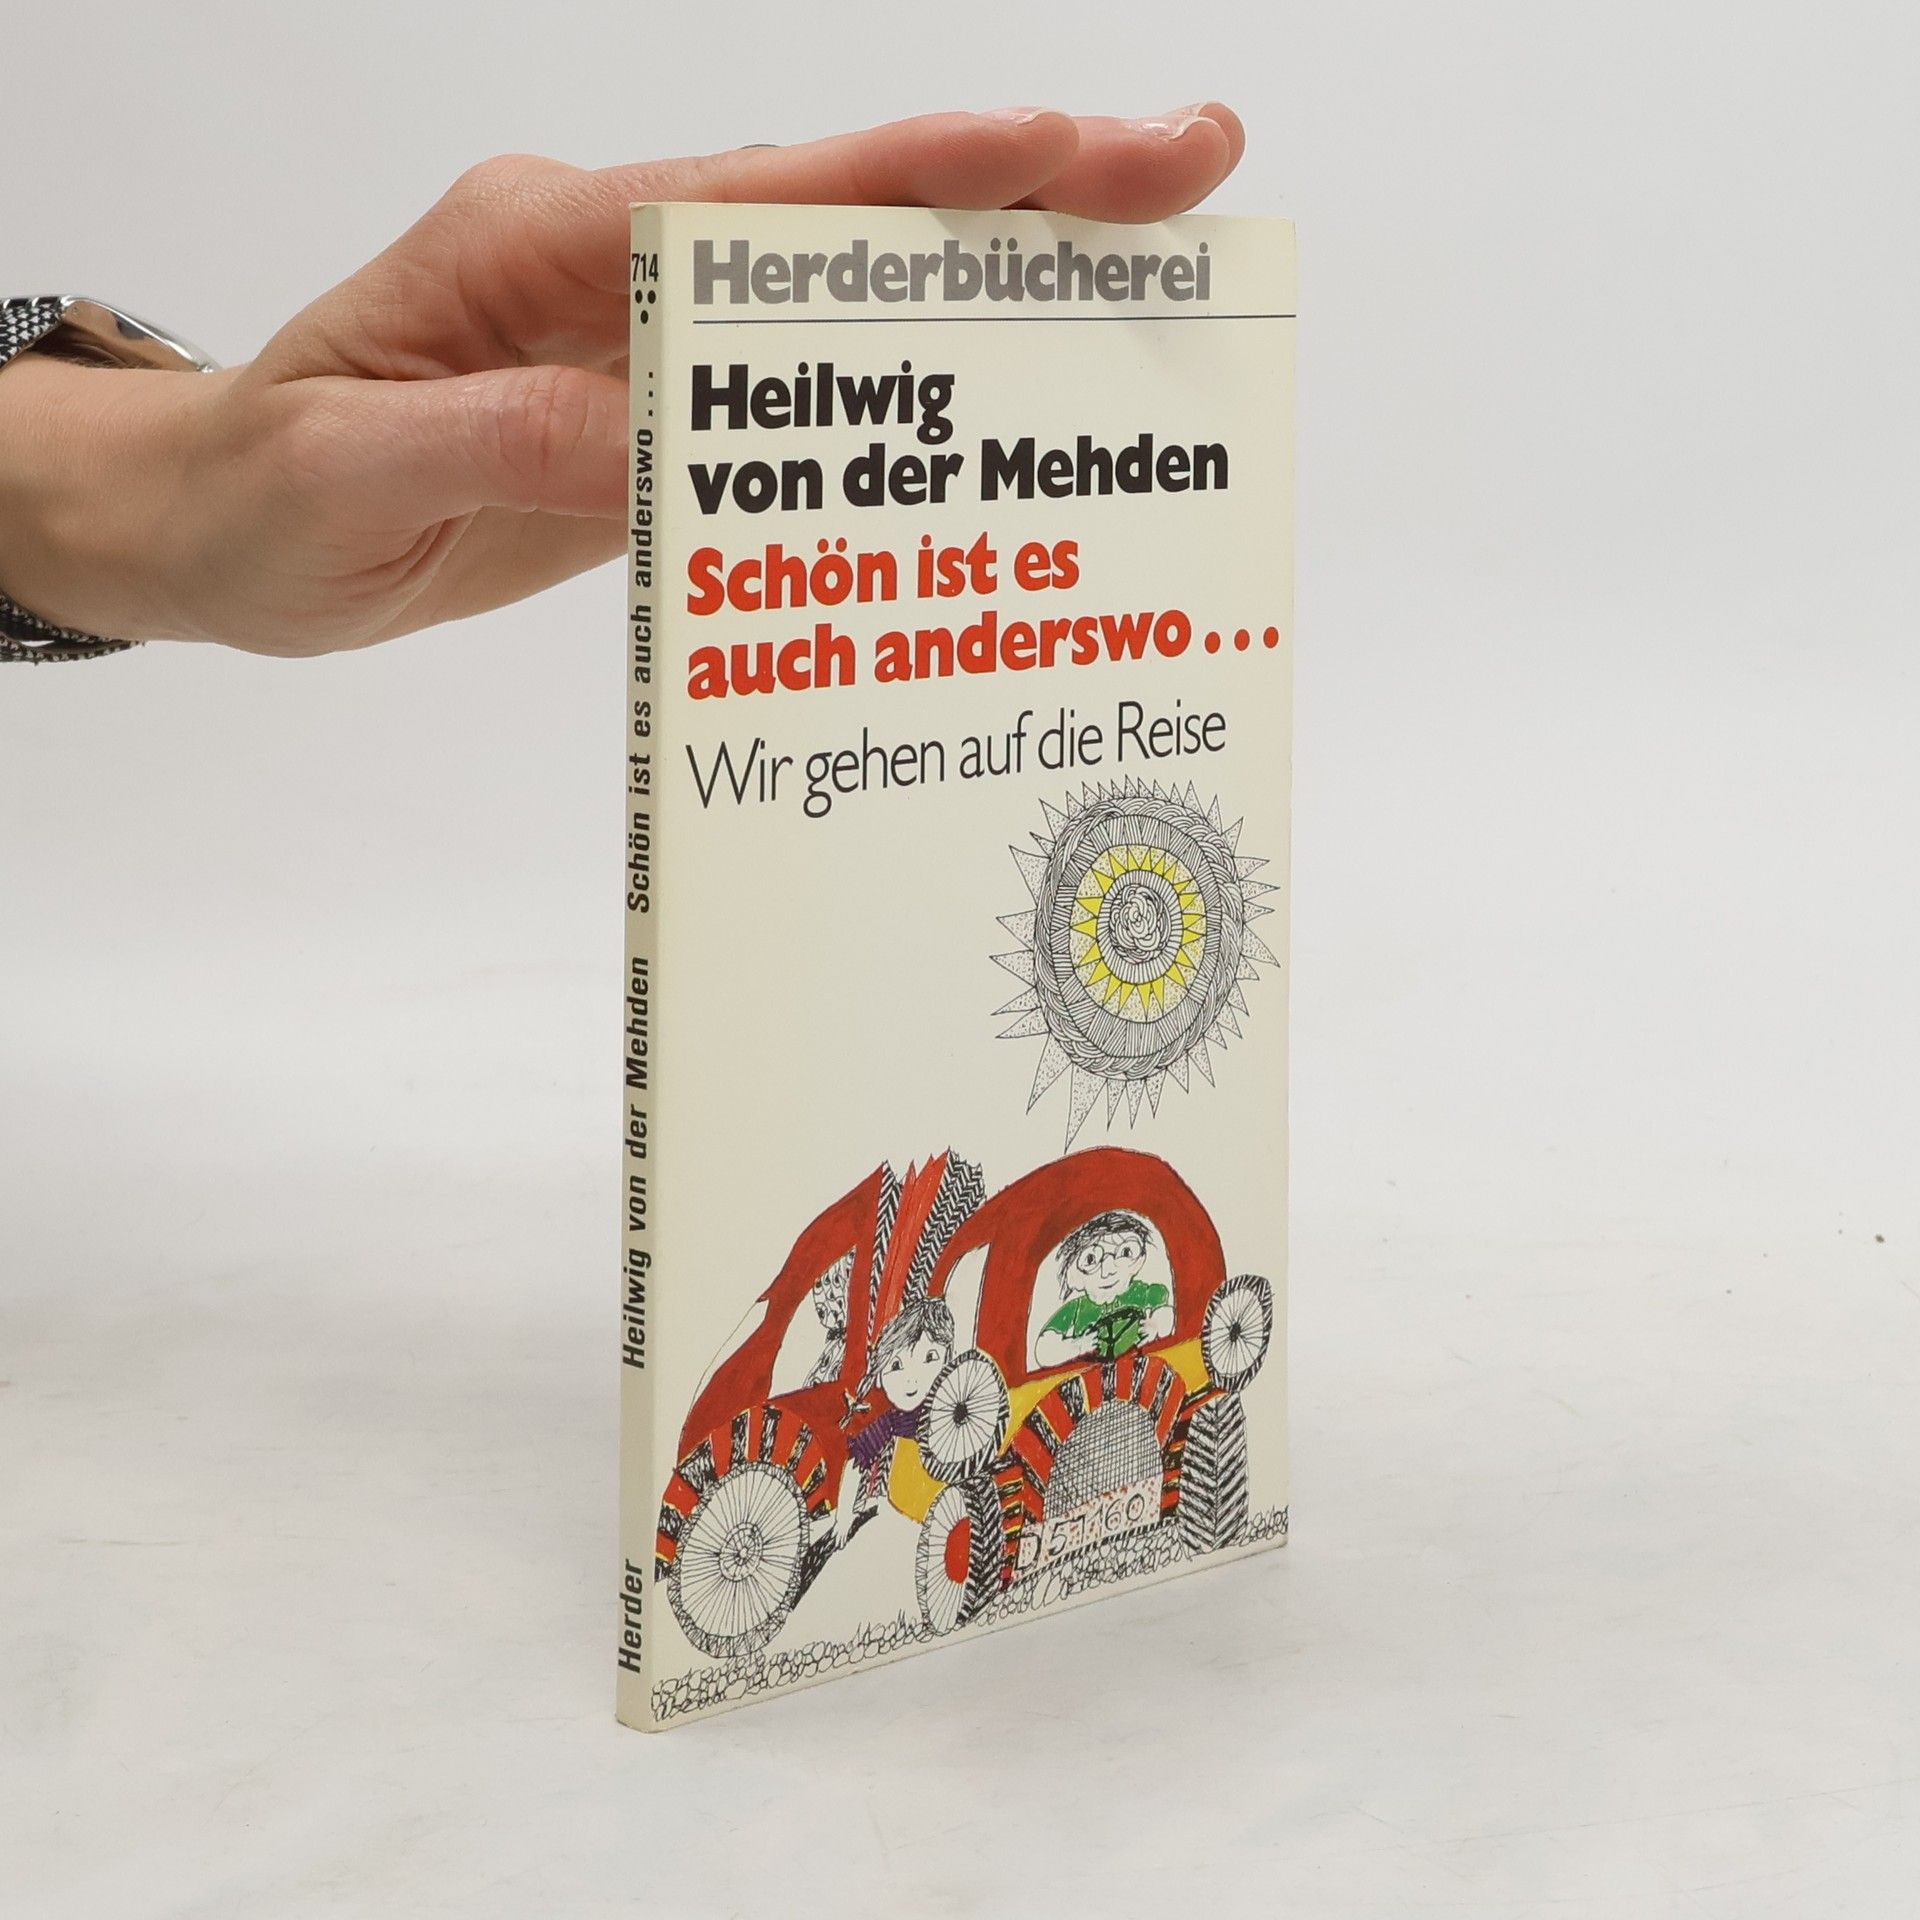 Herderbücherei
Heilwig
von der Mehden
Schön ist es
auch anderswo...
Wir gehen auf die Reise
D 57160
714
Heilwig von der Mehden Schön ist es auch anderswo...
Herder